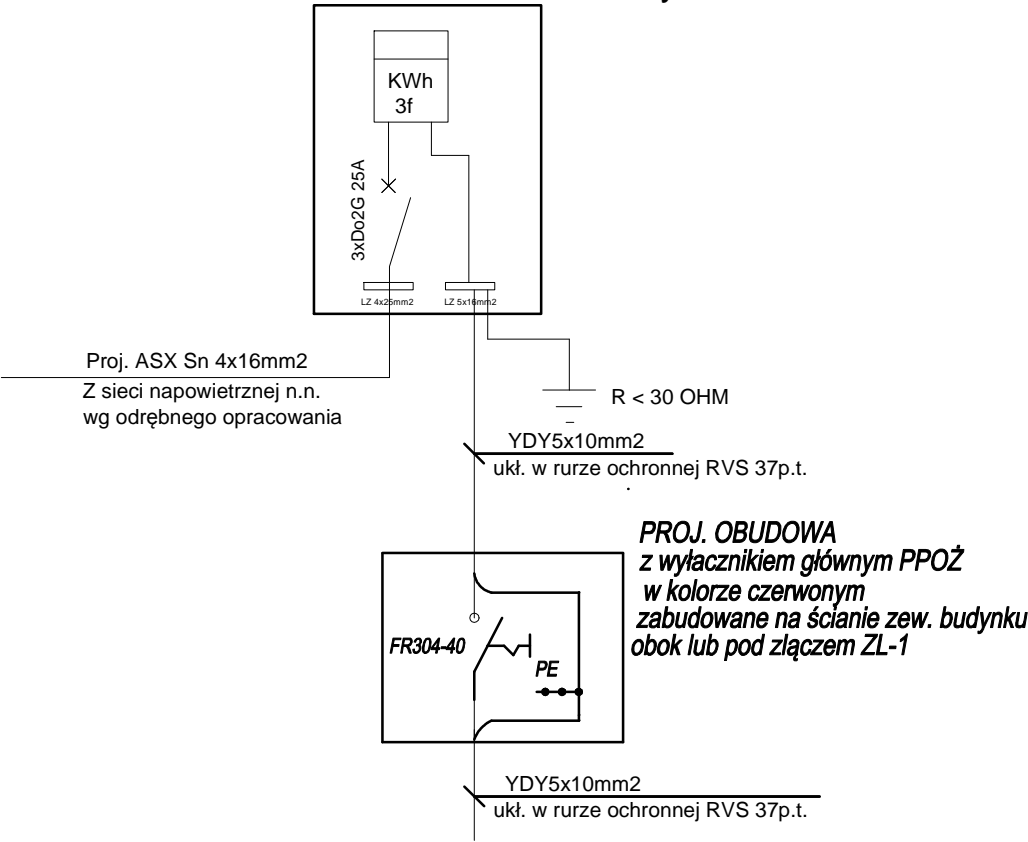 KWh
3f
3xDo2G 25A
LZ 4x25mm2
LZ 5x16mm2
Proj. ASX Sn 4x16mm2
Z sieci napowietrznej n.n.
wg odrębnego opracowania
R < 30 OHM
YDY5x10mm2
ukł. w rurze ochronnej RVS 37p.t.
PROJ. OBUDOWA
z wyłacznikiem głównym PPOŻ
w kolorze czerwonym
zabudowane na ścianie zew. budynku
obok lub pod zlączem ZL-1
FR304-40
PE
YDY5x10mm2
ukł. w rurze ochronnej RVS 37p.t.